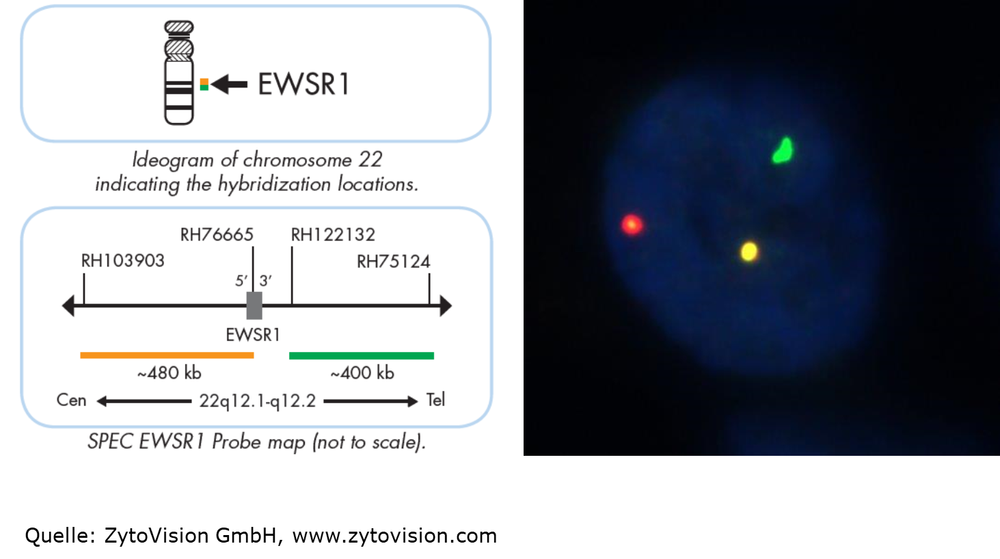 EWSR1
Ideogram of chromosome 22
indicating the hybridization locations.
RH76665
RH122132
RH103903
RH75124
5’ 3’
EWSR1
~480 kb
~400 kb
Cen 22q12.1-q12.2 Tel
SPEC EWSR1 Probe map (not to scale).
Quelle: ZytoVision GmbH, www.zytovision.com